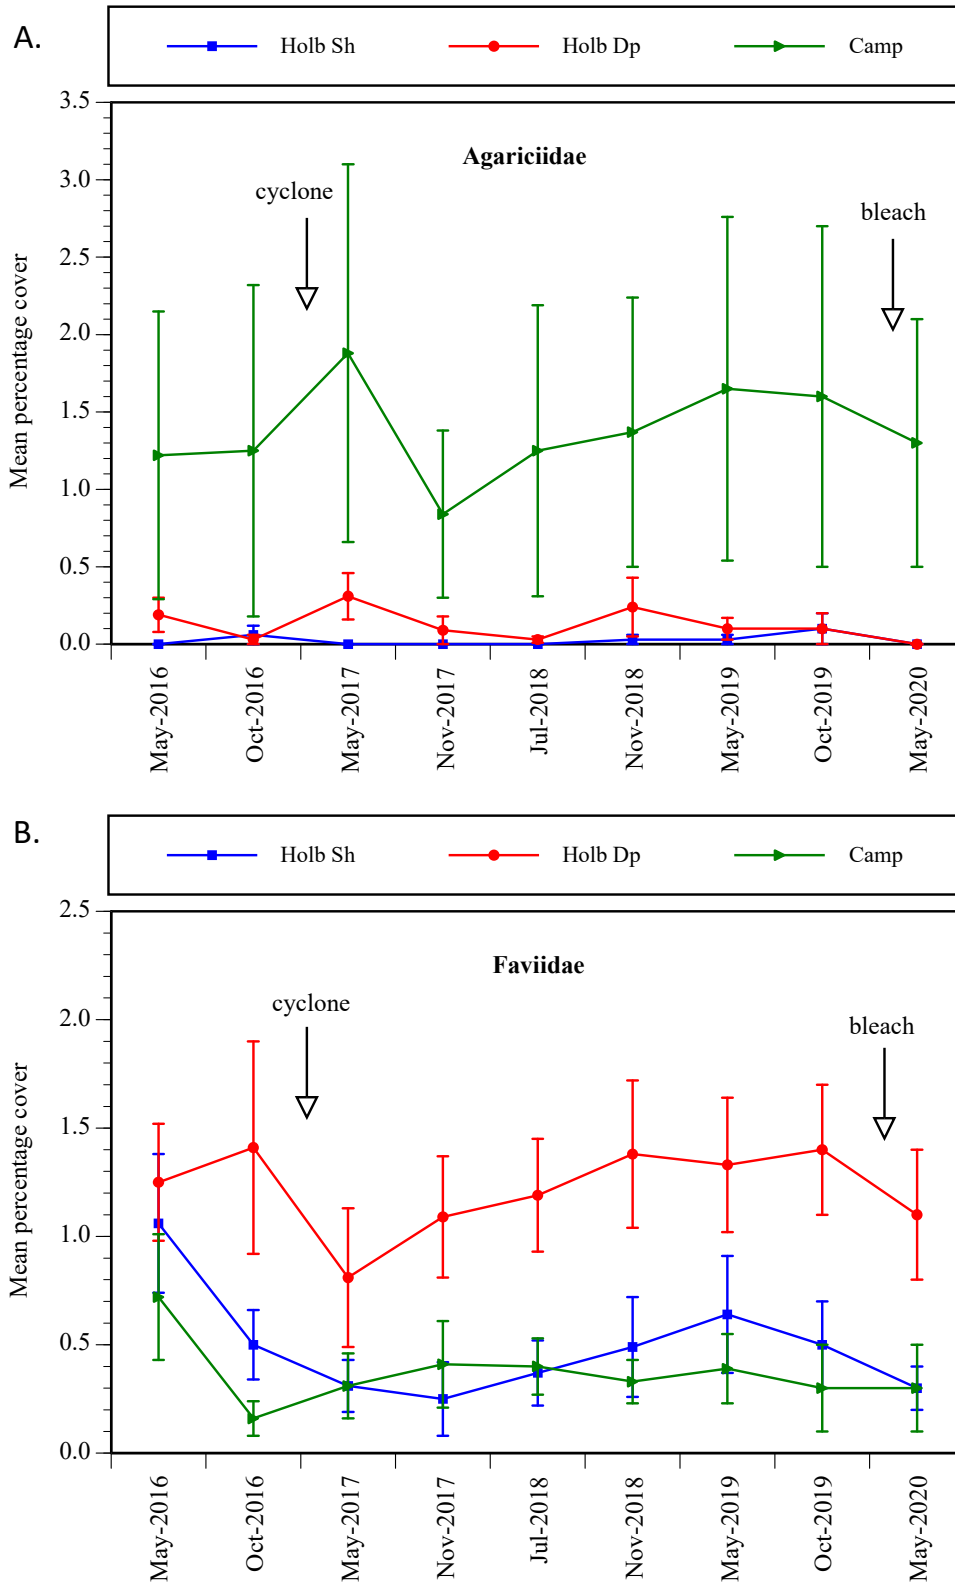 A.
Holb Sh Holb Dp Camp
Agariciidae
cyclone
bleach
Mean percentage cover
3.5
3.0
2.5
2.0
1.5
1.0
0.5
0.0
May-2016
Oct-2016
May-2017
Nov-2017
Jul-2018
Nov-2018
May-2019
Oct-2019
May-2020
B.
Holb Sh Holb Dp Camp
Faviidae
cyclone
bleach
Mean percentage cover
2.5
2.0
1.5
1.0
0.5
0.0
May-2016
Oct-2016
May-2017
Nov-2017
Jul-2018
Nov-2018
May-2019
Oct-2019
May-2020